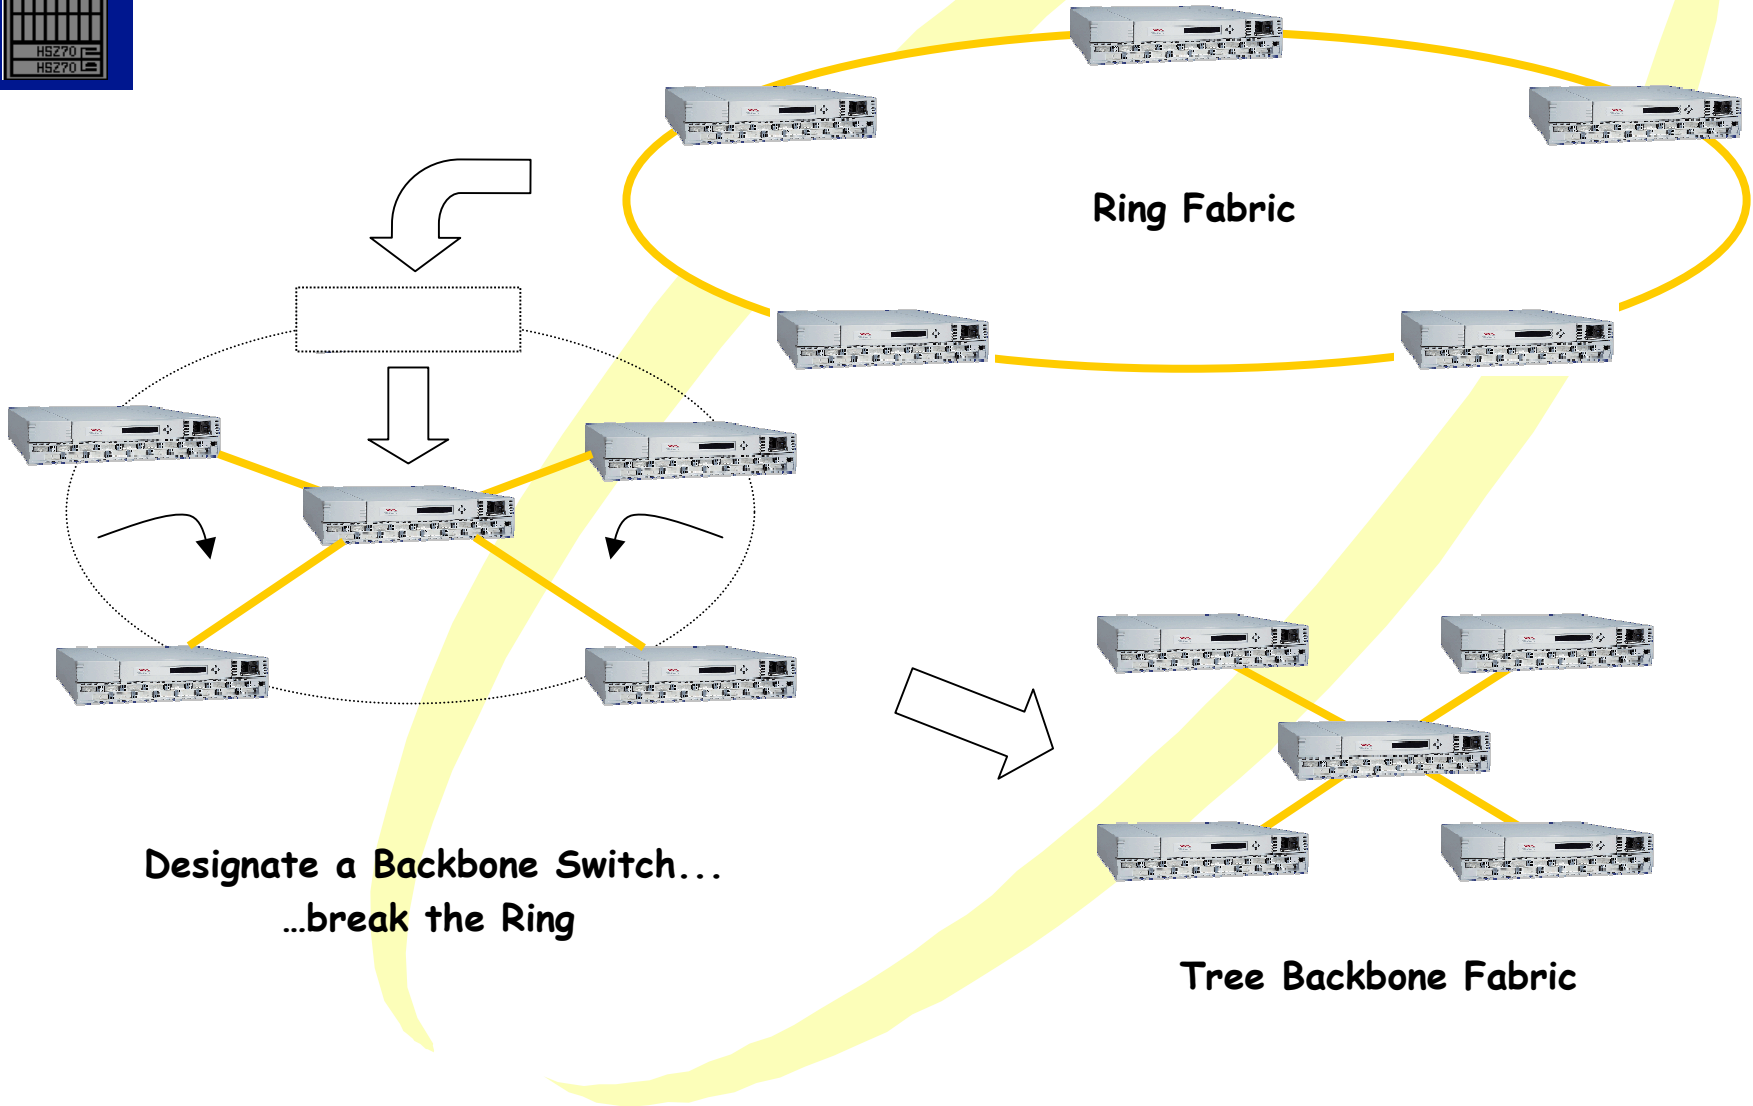 HSZ70
HSZ70
Ring Fabric
Designate a Backbone Switch...
...break the Ring
Tree Backbone Fabric